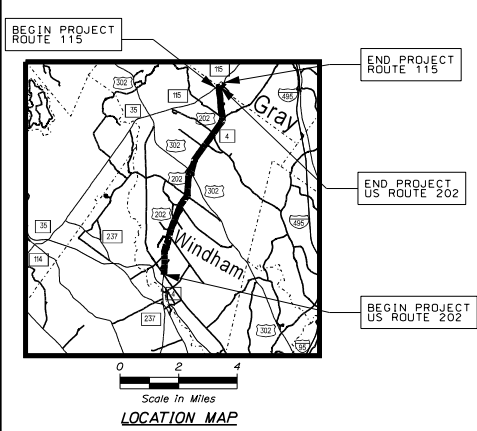 BEGIN PROJECT
ROUTE 115
END PROJECT
ROUTE 115
END PROJECT
US ROUTE 202
BEGIN PROJECT
US ROUTE 202
115
302
115
495
35
202
Gray
4
302
202
302
35
202
495
237
Windham
114
237
302
95
0 2 4
Scale in Miles
LOCATION MAP